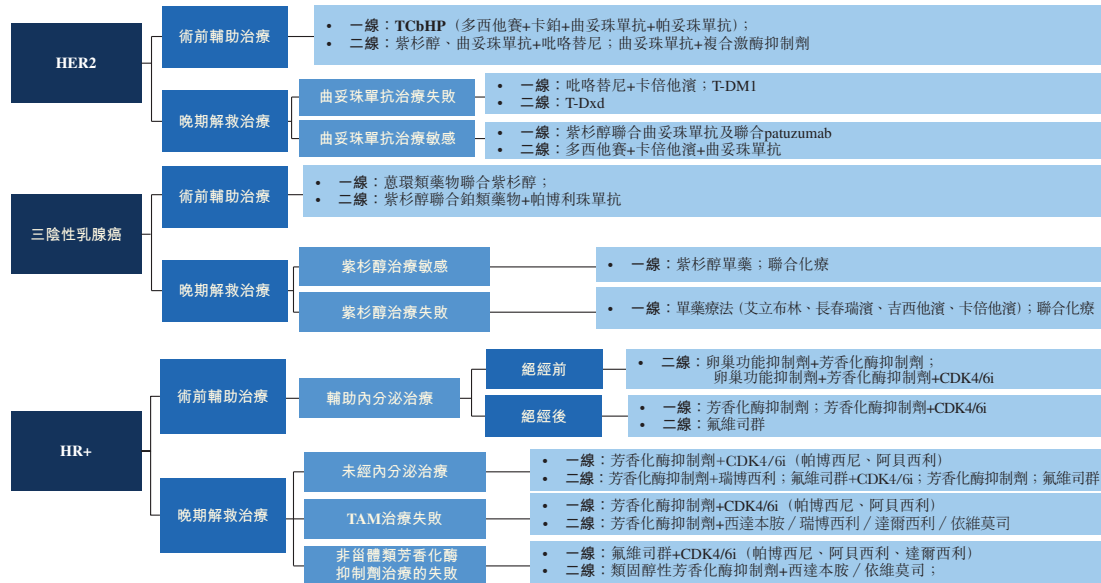 HER2
術前輔助治療
• 一線：TCbHP（多西他賽+卡鉑+曲妥珠單抗+帕妥珠單抗）；
• 二線：紫杉醇、曲妥珠單抗+吡咯替尼；曲妥珠單抗+複合激酶抑制劑
晚期解救治療
曲妥珠單抗治療失敗
• 一線：吡咯替尼+卡倍他濱；T-DM1
• 二線：T-Dxd
曲妥珠單抗治療敏感
• 一線：紫杉醇聯合曲妥珠單抗及聯合patuzumab
• 二線：多西他賽+卡倍他濱+曲妥珠單抗
三陰性乳腺癌
術前輔助治療
• 一線：蒽環類藥物聯合紫杉醇；
• 二線：紫杉醇聯合鉑類藥物+帕博利珠單抗
晚期解救治療
紫杉醇治療敏感
• 一線：紫杉醇單藥；聯合化療
紫杉醇治療失敗
• 一線：單藥療法（艾立布林、長春瑞濱、吉西他濱、卡倍他濱）；聯合化療
HR+
術前輔助治療
輔助內分泌治療
絕經前
• 二線：卵巢功能抑制劑+芳香化酶抑制劑；
卵巢功能抑制劑+芳香化酶抑制劑+CDK4/6i
絕經後
• 一線：芳香化酶抑制劑；芳香化酶抑制劑+CDK4/6i
• 二線：氟維司群
晚期解救治療
未經內分泌治療
• 一線：芳香化酶抑制劑+CDK4/6i（帕博西尼、阿貝西利）
• 二線：芳香化酶抑制劑+瑞博西利；氟維司群+CDK4/6i；芳香化酶抑制劑；氟維司群
TAM治療失敗
• 一線：芳香化酶抑制劑+CDK4/6i（帕博西尼、阿貝西利）
• 二線：芳香化酶抑制劑+西達本胺／瑞博西利／達爾西利／依維莫司
非甾體類芳香化酶
抑制劑治療的失敗
• 一線：氟維司群+CDK4/6i（帕博西尼、阿貝西利、達爾西利）
• 二線：類固醇性芳香化酶抑制劑+西達本胺／依維莫司；